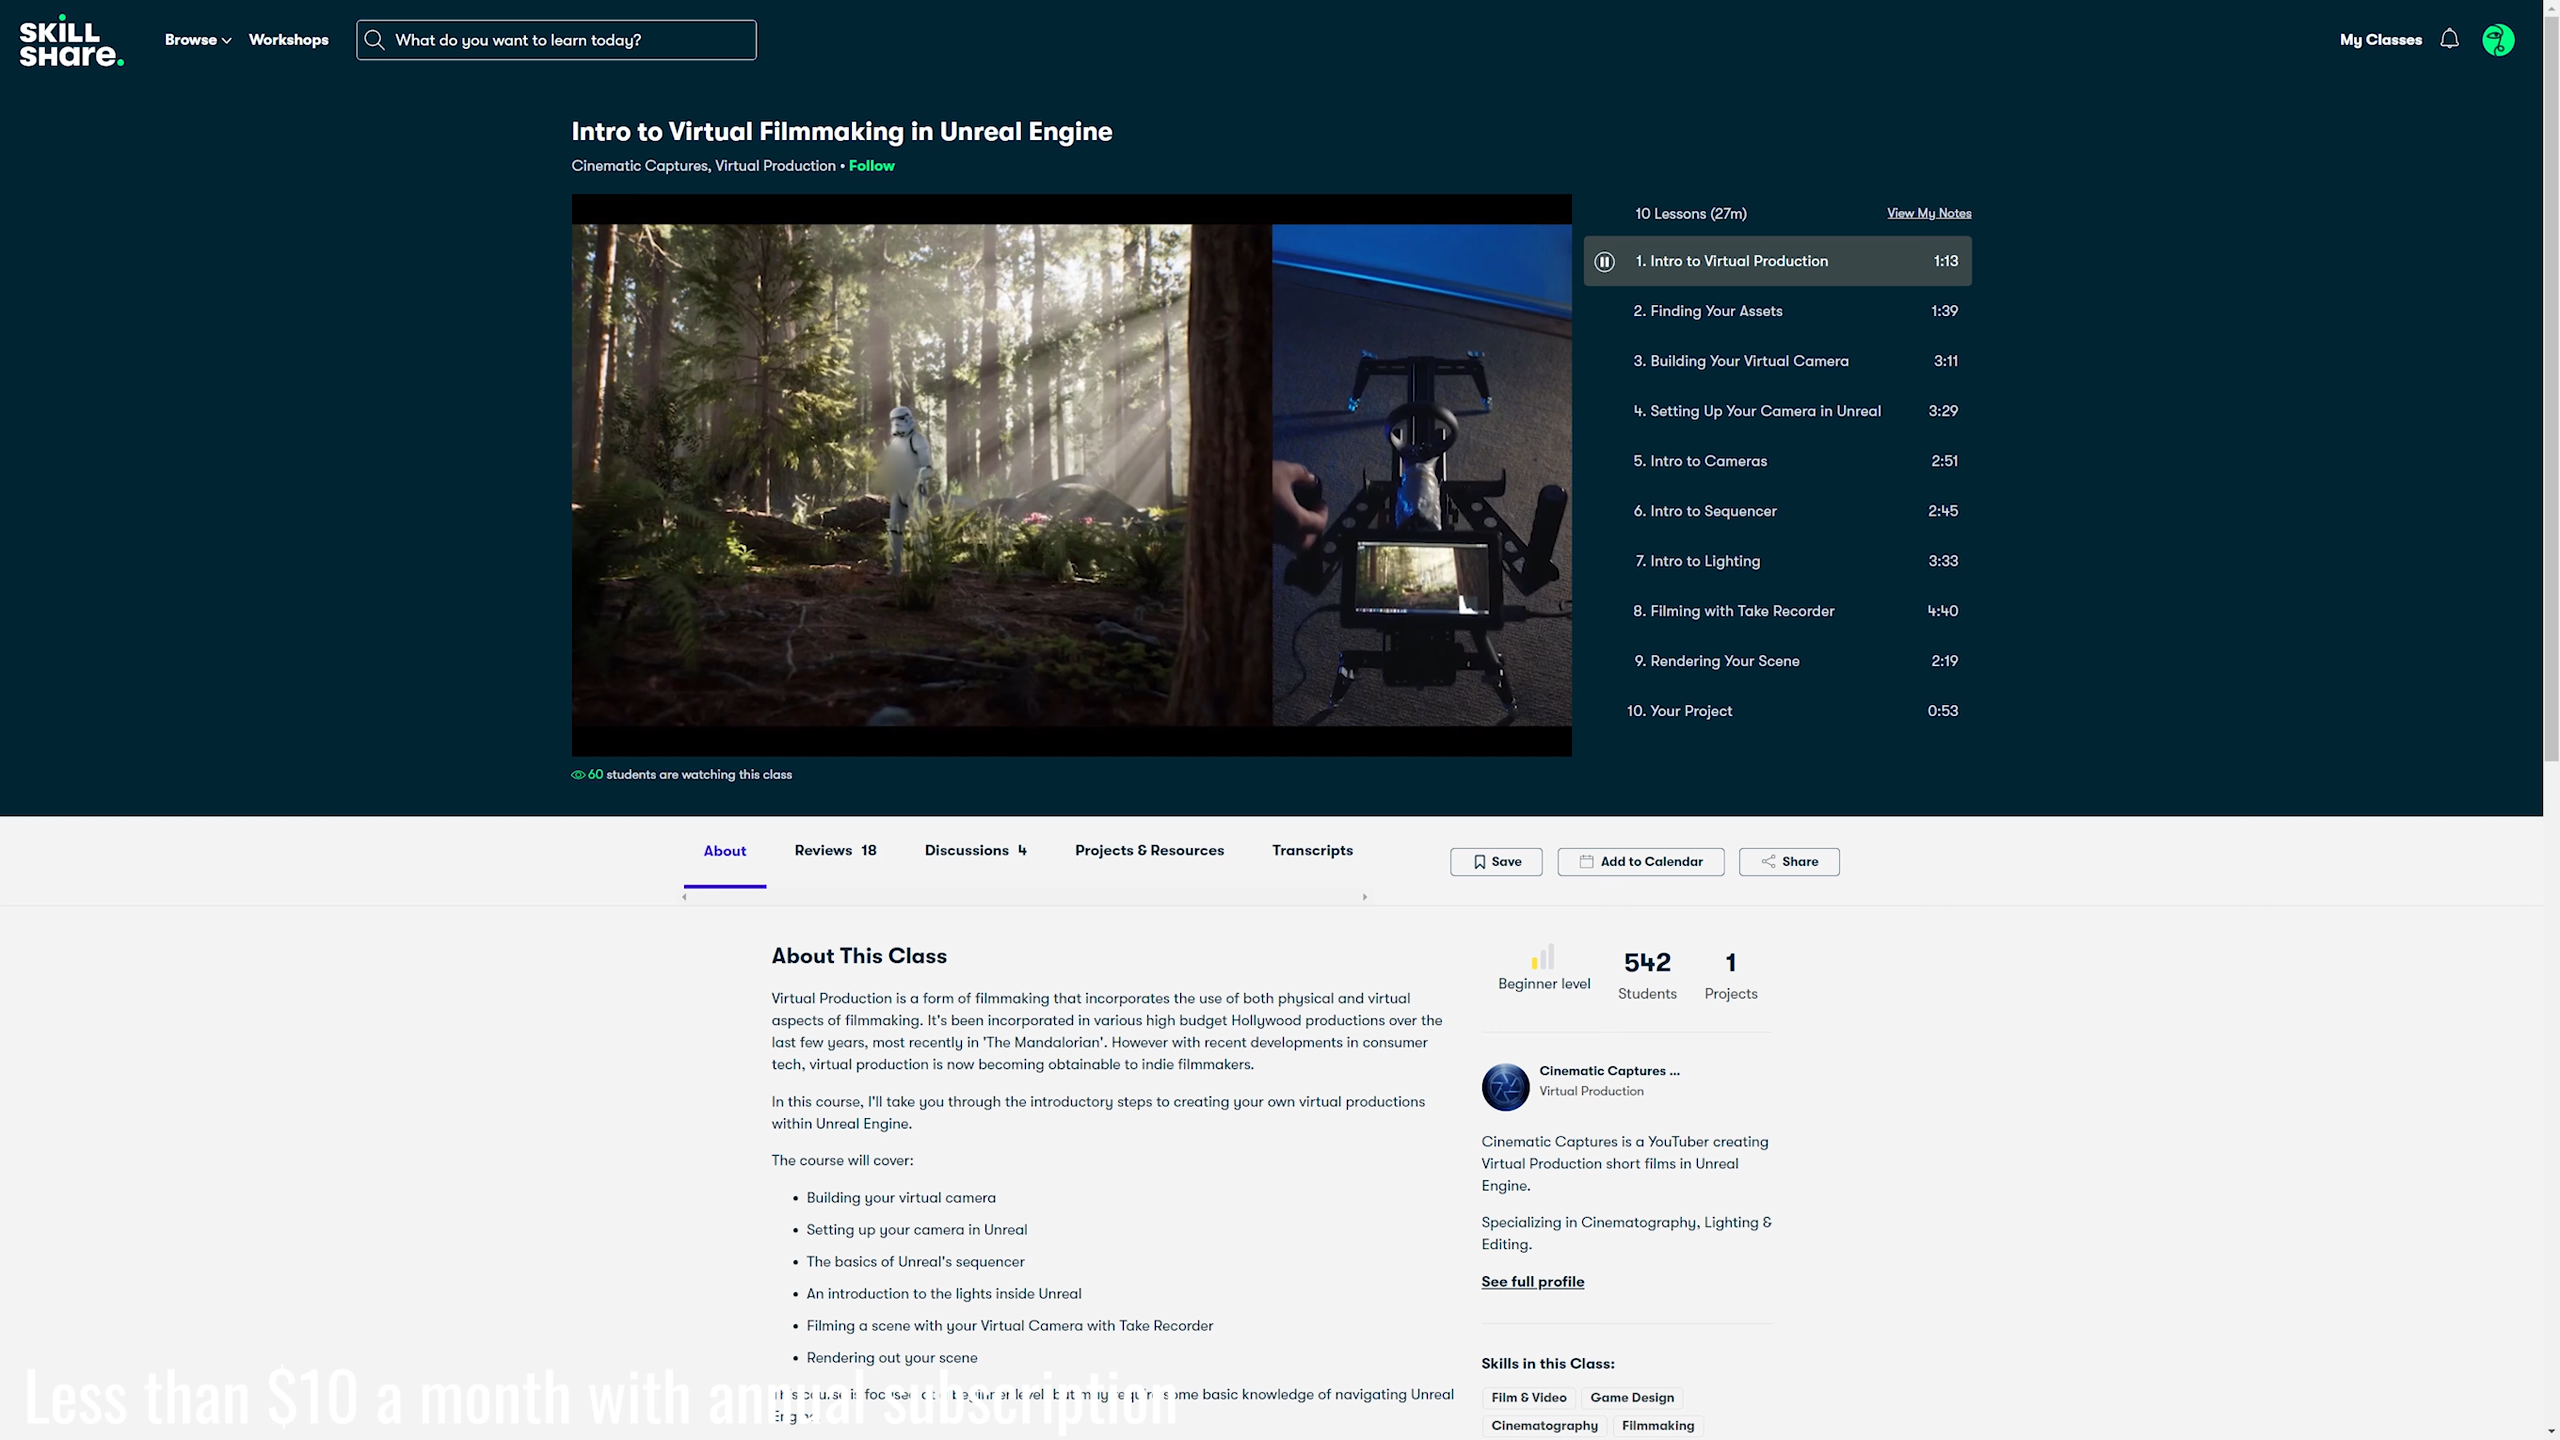 SKILL
SHare.
Browse
Workshops
What do you want to learn today?
My Classes
Intro to Virtual Filmmaking in Unreal Engine
Cinematic Captures, Virtual Production • Follow
10 Lessons (27m)
View My Notes
1. Intro to Virtual Production 1:13
2. Finding Your Assets 1:39
3. Building Your Virtual Camera 3:11
4. Setting Up Your Camera in Unreal 3:29
5. Intro to Cameras 2:51
6. Intro to Sequencer 2:45
7. Intro to Lighting 3:33
8. Filming with Take Recorder 4:40
9. Rendering Your Scene 2:19
10. Your Project 0:53
60 students are watching this class
About
Reviews 18
Discussions 4
Projects & Resources
Transcripts
Save
Add to Calendar
Share
About This Class
Virtual Production is a form of filmmaking that incorporates the use of both physical and virtual
aspects of filmmaking. It's been incorporated in various high budget Hollywood productions over the
last few years, most recently in 'The Mandalorian'. However with recent developments in consumer
tech, virtual production is now becoming obtainable to indie filmmakers.
In this course, I'll take you through the introductory steps to creating your own virtual productions
within Unreal Engine.
The course will cover:
• Building your virtual camera
• Setting up your camera in Unreal
• The basics of Unreal's sequencer
• An introduction to the lights inside Unreal
• Filming a scene with your Virtual Camera with Take Recorder
• Rendering out your scene
This course is focused at a beginner level, but may require some basic knowledge of navigating Unreal
Engine.
Beginner level
542
Students
1
Projects
Cinematic Captures ...
Virtual Production
Cinematic Captures is a YouTuber creating
Virtual Production short films in Unreal
Engine.
Specializing in Cinematography, Lighting &
Editing.
See full profile
Skills in this Class:
Film & Video
Game Design
Cinematography
Filmmaking
Less than $10 a month with annual subscription